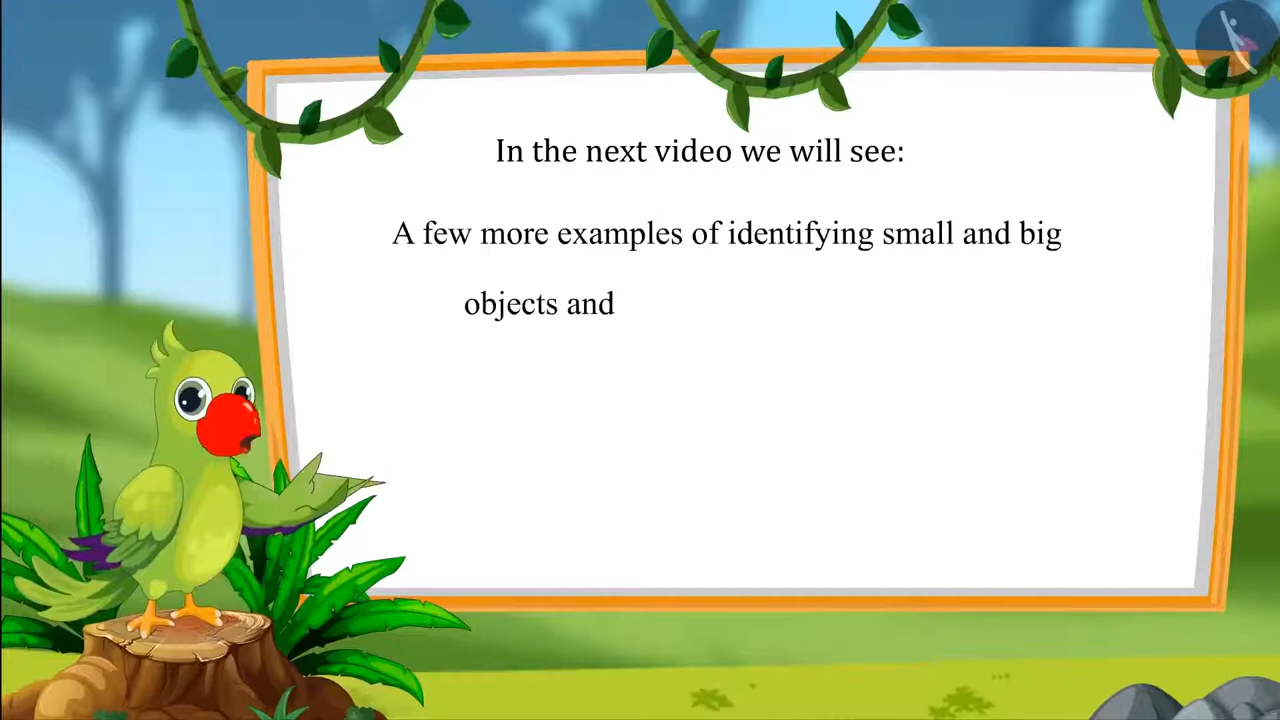 In the next video we will see:
A few more examples of identifying small and big
objects and